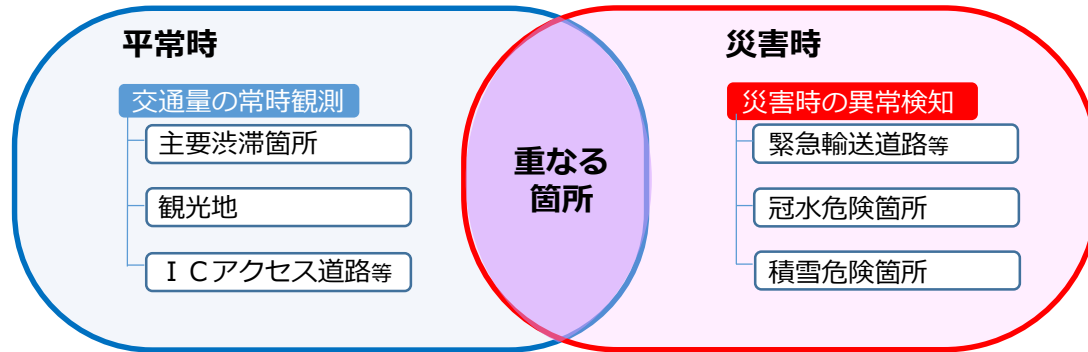 平常時
交通量の常時観測
主要渋滞箇所
観光地
ＩＣアクセス道路等
重なる
箇所
災害時
災害時の異常検知
緊急輸送道路等
冠水危険箇所
積雪危険箇所